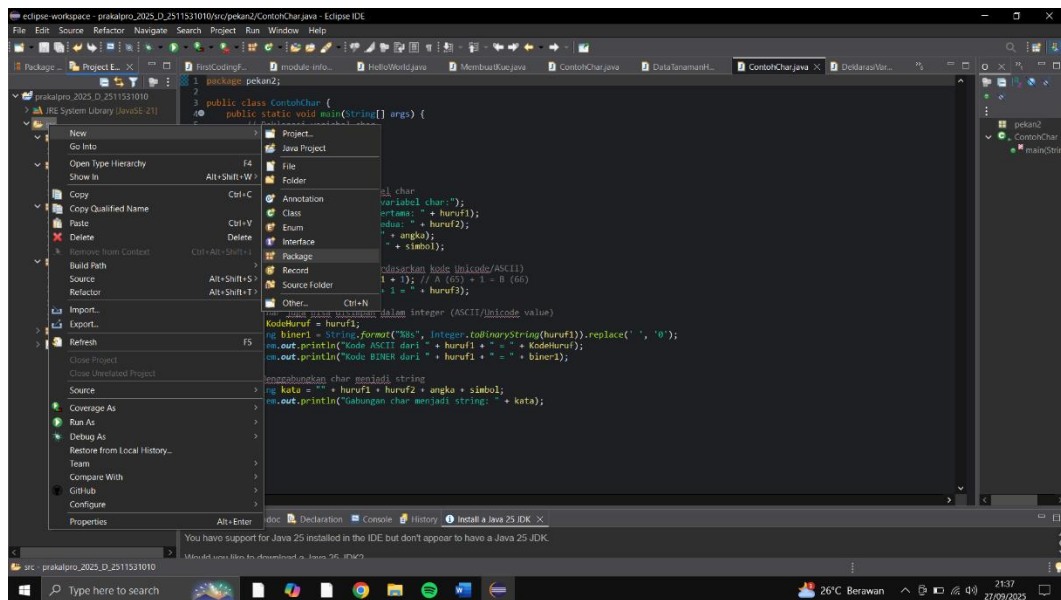 eclipse-workspace - prakalpro_2025_D_2511531010/src/pekan2/ContohChar.java - Eclipse IDE
File Edit Source Refactor Navigate Search Project Run Window Help
Package ... Project E... FirstCodingF... module-info... HelloWorld.java MembuatKue.java ContohChar.java DataTanamanH... ContohChar.java DeklarasiVar...
prakalpro_2025_D_2511531010
JRE System Library [JavaSE-21]
New
Go Into
Open Type Hierarchy F4
Show In Alt+Shift+W
Copy Ctrl+C
Copy Qualified Name
Paste Ctrl+V
Delete Delete
Remove from Context Ctrl+Alt+Shift+↓
Build Path
Source Alt+Shift+S
Refactor Alt+Shift+T
Import...
Export...
Refresh F5
Close Project
Close Unrelated Project
Source
Coverage As
Run As
Debug As
Restore from Local History...
Team
Compare With
GitHub
Configure
Properties Alt+Enter
Project...
Java Project
File
Folder
Annotation
Class
Enum
Interface
Package
Record
Source Folder
Other... Ctrl+N
1 package pekan2;
2
3 public class ContohChar {
4 public static void main(String[] args) {
el char
variabel char:");
ertama: " + huruf1);
edua: " + huruf2);
" + angka);
" + simbol);
rdasarkan kode Unicode/ASCII)
1 + 1); // A (65) + 1 = B (66)
+ 1 = " + huruf3);
dalam integer (ASCII/Unicode value)
KodeHuruf = huruf1;
ng biner1 = String.format("%8s", Integer.toBinaryString(huruf1)).replace(' ', '0');
em.out.println("Kode ASCII dari " + huruf1 + " = " + KodeHuruf);
em.out.println("Kode BINER dari " + huruf1 + " = " + biner1);
enggabungkan char menjadi string
ng kata = "" + huruf1 + huruf2 + angka + simbol;
em.out.println("Gabungan char menjadi string: " + kata);
pekan2
ContohChar
main(Strin
doc Declaration Console History Install a Java 25 JDK
You have support for Java 25 installed in the IDE but don't appear to have a Java 25 JDK.
Would you like to download a Java 25 JDK?
src - prakalpro_2025_D_2511531010
Type here to search
26°C Berawan
21:37
27/09/2025